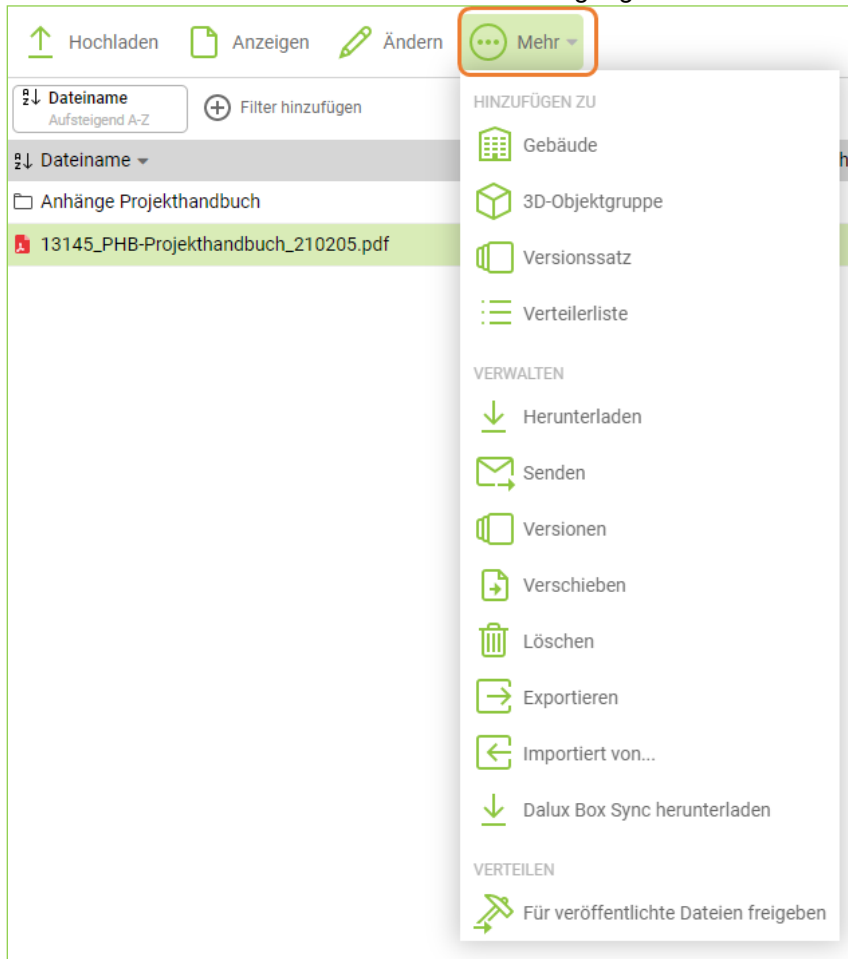 Hochladen Anzeigen Ändern Mehr
Dateiname
Aufsteigend A-Z
Filter hinzufügen
Dateiname
Anhänge Projekthandbuch
13145_PHB-Projekthandbuch_210205.pdf
HINZUFÜGEN ZU
Gebäude
3D-Objektgruppe
Versionssatz
Verteilerliste
VERWALTEN
Herunterladen
Senden
Versionen
Verschieben
Löschen
Exportieren
Importiert von...
Dalux Box Sync herunterladen
VERTEILEN
Für veröffentlichte Dateien freigeben